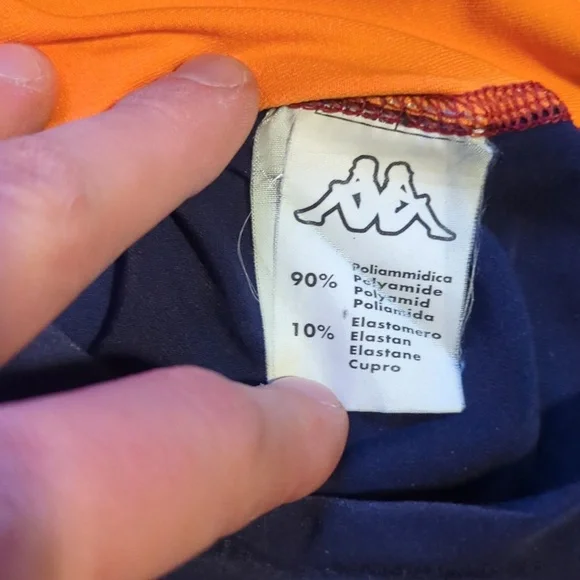 90%
Poliammidica
Polyamide
Polyamid
Poliamida
10%
Elastomero
Elastan
Elastane
Cupro